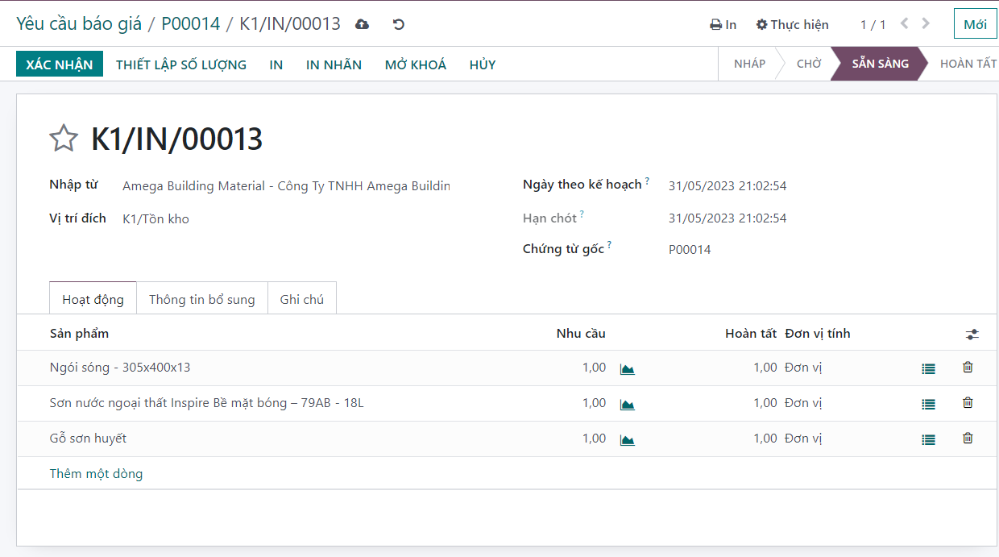 Yêu cầu báo giá / P00014 / K1/IN/00013
In Thực hiện 1 / 1 Mới
XÁC NHẬN THIẾT LẬP SỐ LƯỢNG IN IN NHÃN MỞ KHOÁ HỦY
NHÁP CHỜ SẴN SÀNG HOÀN TẤT
K1/IN/00013
Nhập từ Amega Building Material - Công Ty TNHH Amega Buildin
Ngày theo kế hoạch ? 31/05/2023 21:02:54
Vị trí đích K1/Tồn kho
Hạn chót ? 31/05/2023 21:02:54
Chứng từ gốc ? P00014
Hoạt động Thông tin bổ sung Ghi chú
Sản phẩm Nhu cầu Hoàn tất Đơn vị tính
Ngói sóng - 305x400x13 1,00 1,00 Đơn vị
Sơn nước ngoại thất Inspire Bề mặt bóng – 79AB - 18L 1,00 1,00 Đơn vị
Gỗ sơn huyết 1,00 1,00 Đơn vị
Thêm một dòng